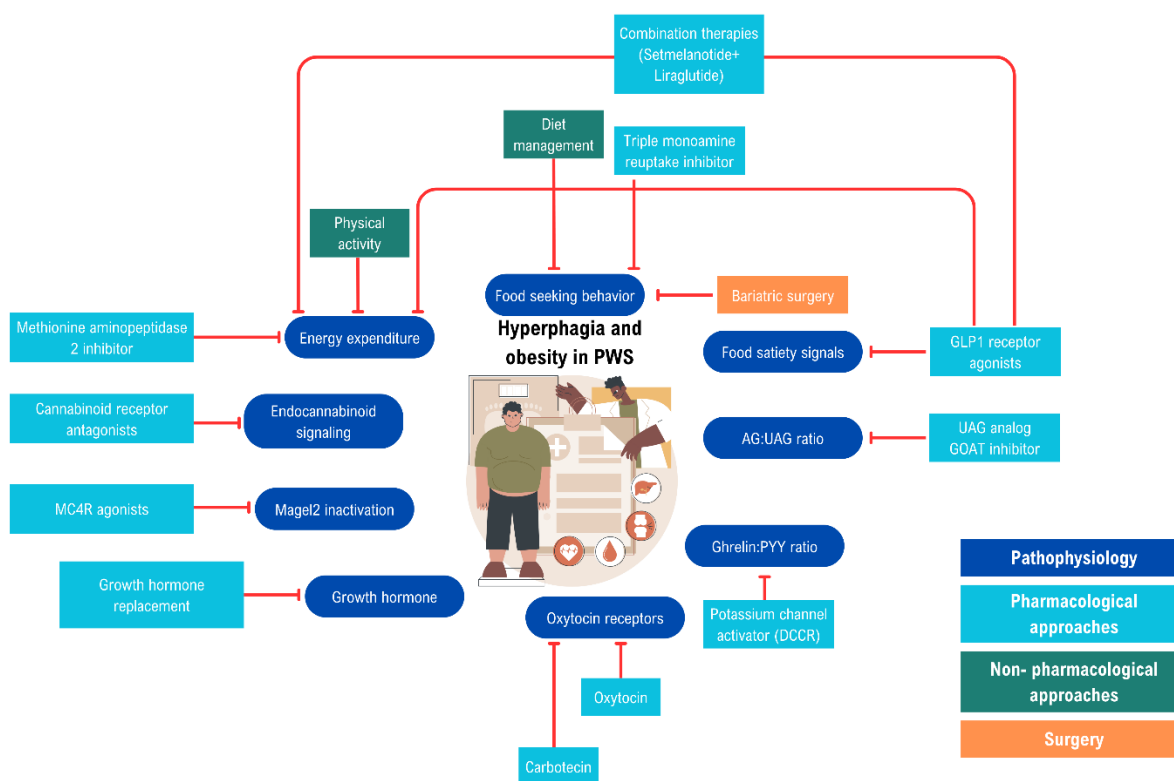 Combination therapies
(Setmelanotide+
Liraglutide)
Diet
management
Triple monoamine
reuptake inhibitor
Physical
activity
Food seeking behavior
Bariatric surgery
Methionine aminopeptidase
2 inhibitor
Energy expenditure
Hyperphagia and
obesity in PWS
Food satiety signals
GLP1 receptor
agonists
Cannabinoid receptor
antagonists
Endocannabinoid
signaling
AG:UAG ratio
UAG analog
GOAT inhibitor
MC4R agonists
Magel2 inactivation
Ghrelin:PYY ratio
Growth hormone
replacement
Growth hormone
Oxytocin receptors
Potassium channel
activator (DCCR)
Oxytocin
Carbotecin
Pathophysiology
Pharmacological
approaches
Non- pharmacological
approaches
Surgery